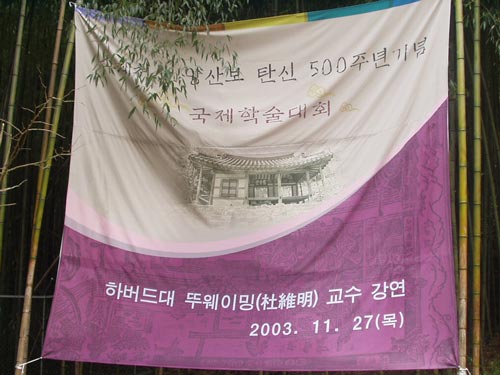 양산보 탄신 500주년기념
국제학술대회
하버드대 뚜웨이밍(杜維明) 교수 강연
2003. 11. 27(목)